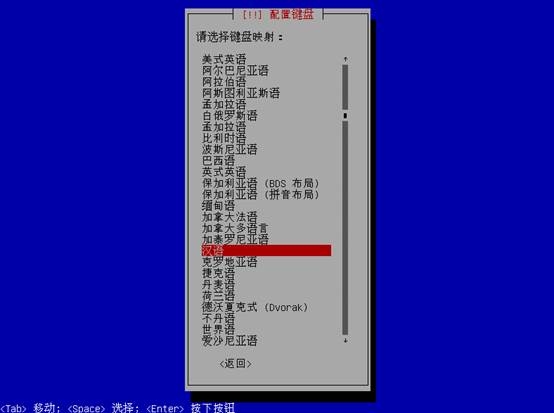 [!!] 配置键盘
请选择键盘映射：
美式英语
阿尔巴尼亚语
阿拉伯语
阿斯图利亚斯语
孟加拉语
白俄罗斯语
孟加拉语
比利时语
波斯尼亚语
巴西语
英式英语
保加利亚语 (BDS 布局)
保加利亚语 (拼音布局)
缅甸语
加拿大法语
加拿大多语言
加泰罗尼亚语
汉语
克罗地亚语
捷克语
丹麦语
荷兰语
德沃夏克式 (Dvorak)
不丹语
世界语
爱沙尼亚语
<返回>
<Tab> 移动; <Space> 选择; <Enter> 按下按钮